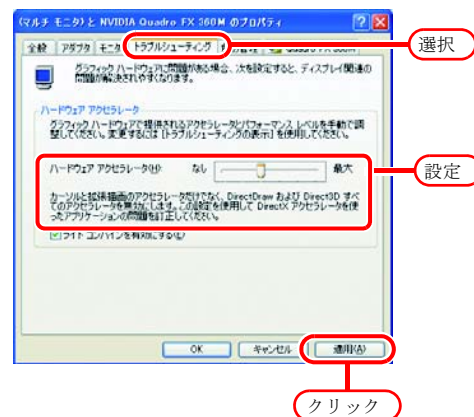 (マルチ モニタ) と NVIDIA Quadro FX 360M のプロパティ
全般 アダプタ モニタ トラブルシューティング
選択
グラフィック ハードウェアに問題がある場合、次を設定すると、ディスプレイ関連の
問題が解決されやすくなります。
ハードウェア アクセラレータ
グラフィック ハードウェアで提供されるアクセラレータとパフォーマンス レベルを手動で調
整してください。変更するには [トラブルシューティングの表示] を使用してください。
ハードウェア アクセラレータ(H): なし 最大
設定
カーソルと拡張描画のアクセラレータだけでなく、DirectDraw および Direct3D すべ
てのアクセラレータを無効にします。この設定を使用して DirectX アクセラレータを使
ったアプリケーションの問題を訂正してください。
ライト コンバインを有効にする(E)
OK キャンセル 適用(A)
クリック